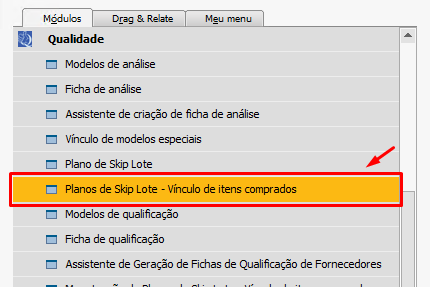 Módulos Drag & Relate Meu menu
Qualidade
Modelos de análise
Ficha de análise
Assistente de criação de ficha de análise
Vínculo de modelos especiais
Plano de Skip Lote
Planos de Skip Lote - Vínculo de itens comprados
Modelos de qualificação
Ficha de qualificação
Assistente de Geração de Fichas de Qualificação de Fornecedores